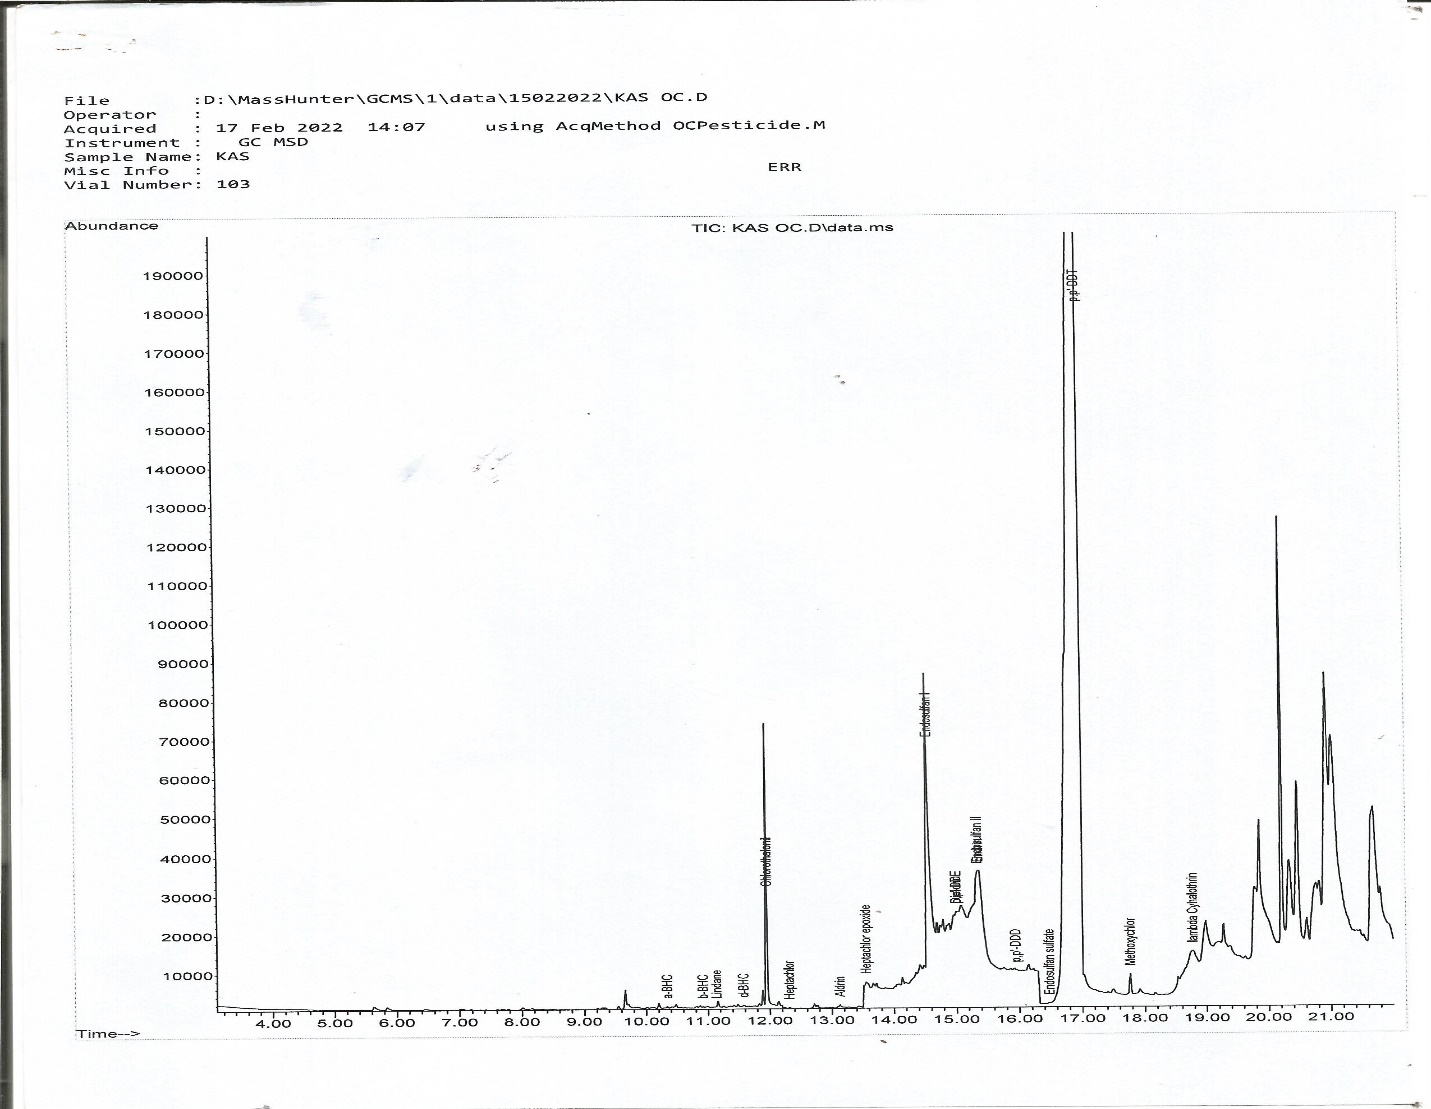 File :D:\MassHunter\GCMS\1\data\15022022\KAS OC.D
Operator :
Acquired : 17 Feb 2022 14:07 using AcqMethod OCPesticide.M
Instrument : GC MSD
Sample Name: KAS
Misc Info : ERR
Vial Number: 103
Abundance
TIC: KAS OC.D\data.ms
190000
180000
170000
160000
150000
140000
130000
120000
110000
100000
90000
80000
70000
60000
50000
40000
30000
20000
10000
a-BHC
b-BHC
Lindane
d-BHC
Chlorothalonil
Heptachlor
Aldrin
Heptachlor epoxide
Endosulfan I
Endosulfan II
p,p'-DDD
Endosulfan sulfate
p,p'-DDT
Methoxychlor
lambda Cyhalothrin
4.00 5.00 6.00 7.00 8.00 9.00 10.00 11.00 12.00 13.00 14.00 15.00 16.00 17.00 18.00 19.00 20.00 21.00
Time-->